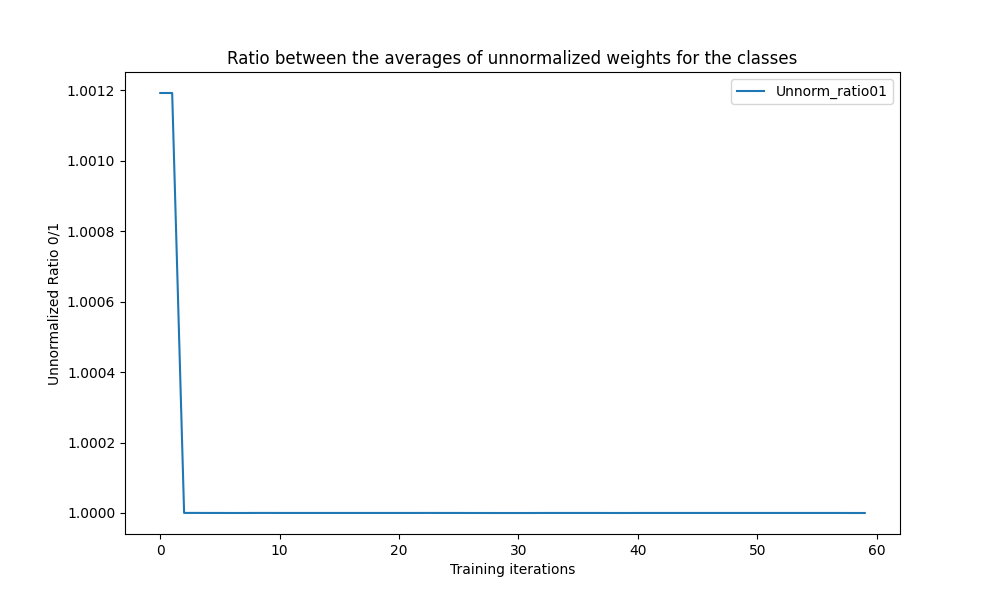 Ratio between the averages of unnormalized weights for the classes
Unnorm_ratio01
Unnormalized Ratio 0/1
1.0012
1.0010
1.0008
1.0006
1.0004
1.0002
1.0000
0 10 20 30 40 50 60
Training iterations